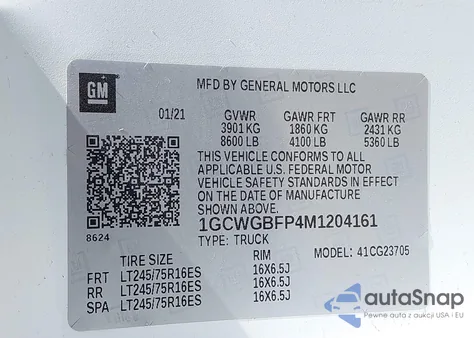 GM
MFD BY GENERAL MOTORS LLC
01/21 GVWR GAWR FRT GAWR RR
3901 KG 1860 KG 2431 KG
8600 LB 4100 LB 5360 LB
THIS VEHICLE CONFORMS TO ALL
APPLICABLE U.S. FEDERAL MOTOR
VEHICLE SAFETY STANDARDS IN EFFECT
ON THE DATE OF MANUFACTURE
SHOWN ABOVE.
1GCWGBFP4M1204161
8624
TYPE: TRUCK MODEL: 41CG23705
TIRE SIZE RIM
FRT LT245/75R16ES 16X6.5J
RR LT245/75R16ES 16X6.5J
SPA LT245/75R16ES 16X6.5J
autoSnap
Pewne auta z aukcji USA i EU